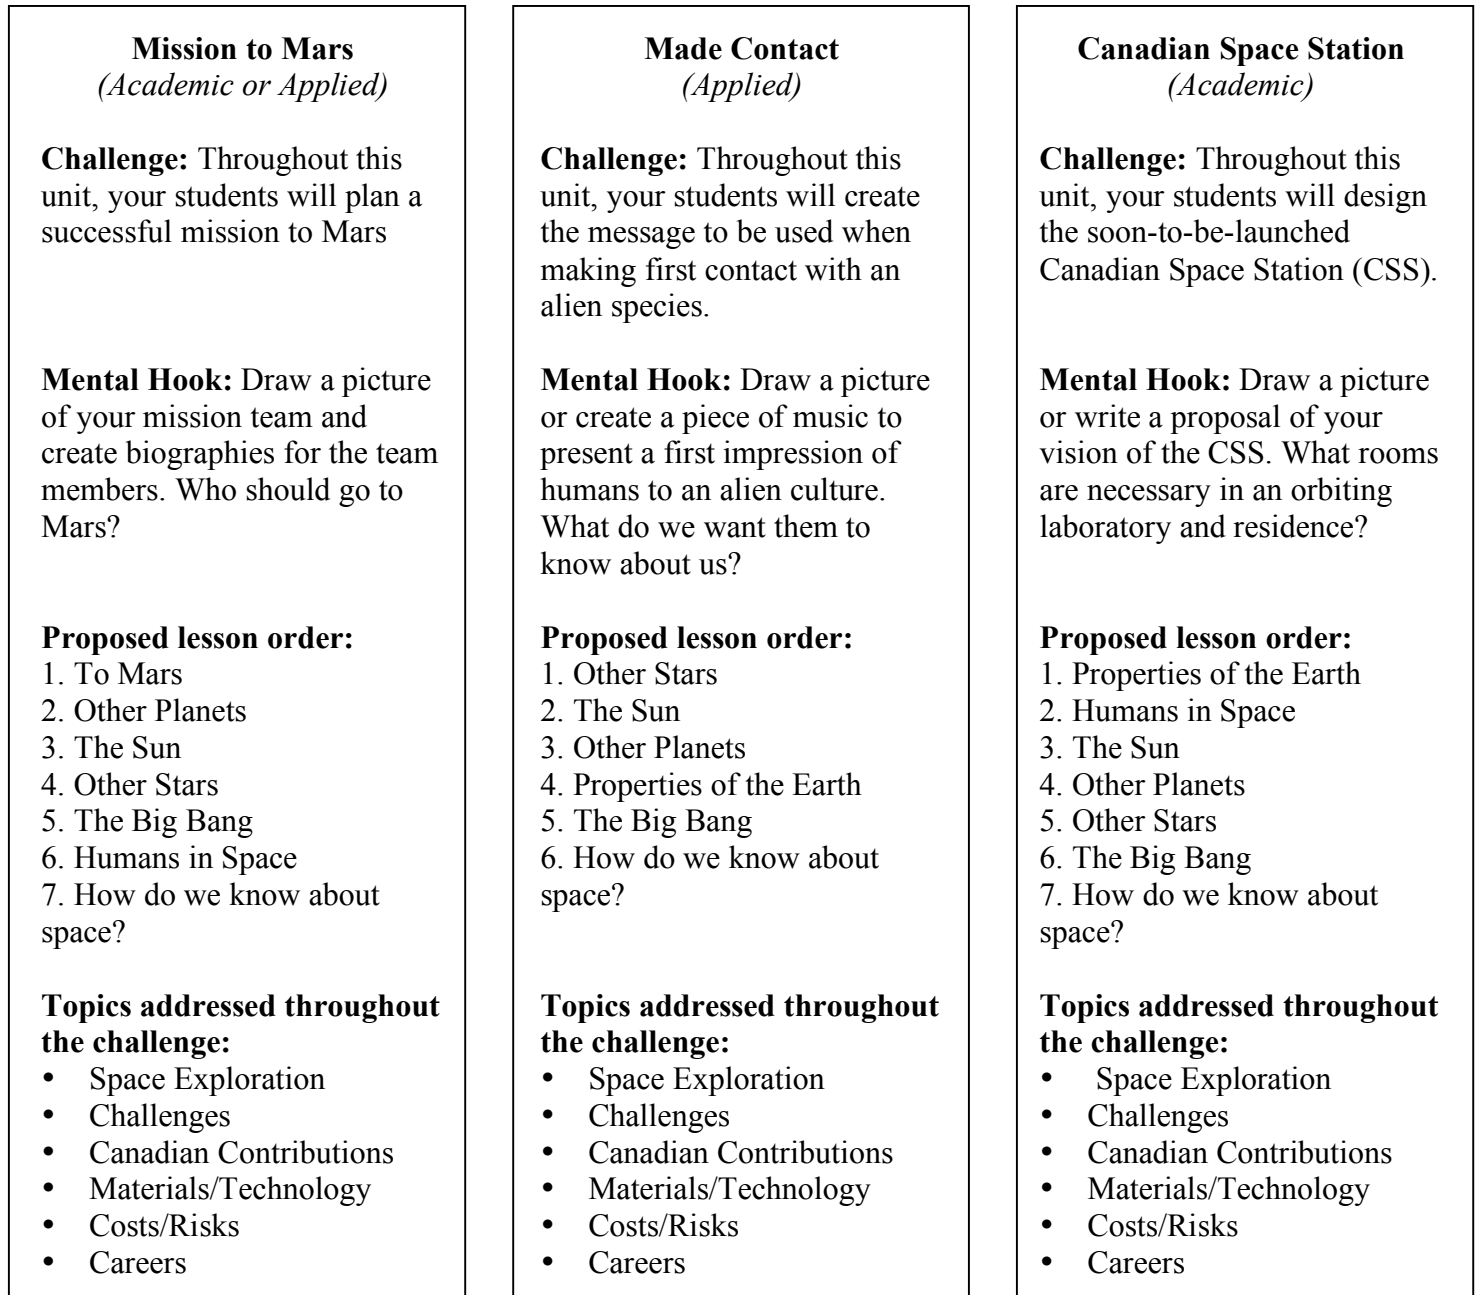 Mission to Mars
(Academic or Applied)
Challenge: Throughout this
unit, your students will plan a
successful mission to Mars
Mental Hook: Draw a picture
of your mission team and
create biographies for the team
members. Who should go to
Mars?
Proposed lesson order:
1. To Mars
2. Other Planets
3. The Sun
4. Other Stars
5. The Big Bang
6. Humans in Space
7. How do we know about
space?
Topics addressed throughout
the challenge:
• Space Exploration
• Challenges
• Canadian Contributions
• Materials/Technology
• Costs/Risks
• Careers
Made Contact
(Applied)
Challenge: Throughout this
unit, your students will create
the message to be used when
making first contact with an
alien species.
Mental Hook: Draw a picture
or create a piece of music to
present a first impression of
humans to an alien culture.
What do we want them to
know about us?
Proposed lesson order:
1. Other Stars
2. The Sun
3. Other Planets
4. Properties of the Earth
5. The Big Bang
6. How do we know about
space?
Topics addressed throughout
the challenge:
• Space Exploration
• Challenges
• Canadian Contributions
• Materials/Technology
• Costs/Risks
• Careers
Canadian Space Station
(Academic)
Challenge: Throughout this
unit, your students will design
the soon-to-be-launched
Canadian Space Station (CSS).
Mental Hook: Draw a picture
or write a proposal of your
vision of the CSS. What rooms
are necessary in an orbiting
laboratory and residence?
Proposed lesson order:
1. Properties of the Earth
2. Humans in Space
3. The Sun
4. Other Planets
5. Other Stars
6. The Big Bang
7. How do we know about
space?
Topics addressed throughout
the challenge:
• Space Exploration
• Challenges
• Canadian Contributions
• Materials/Technology
• Costs/Risks
• Careers